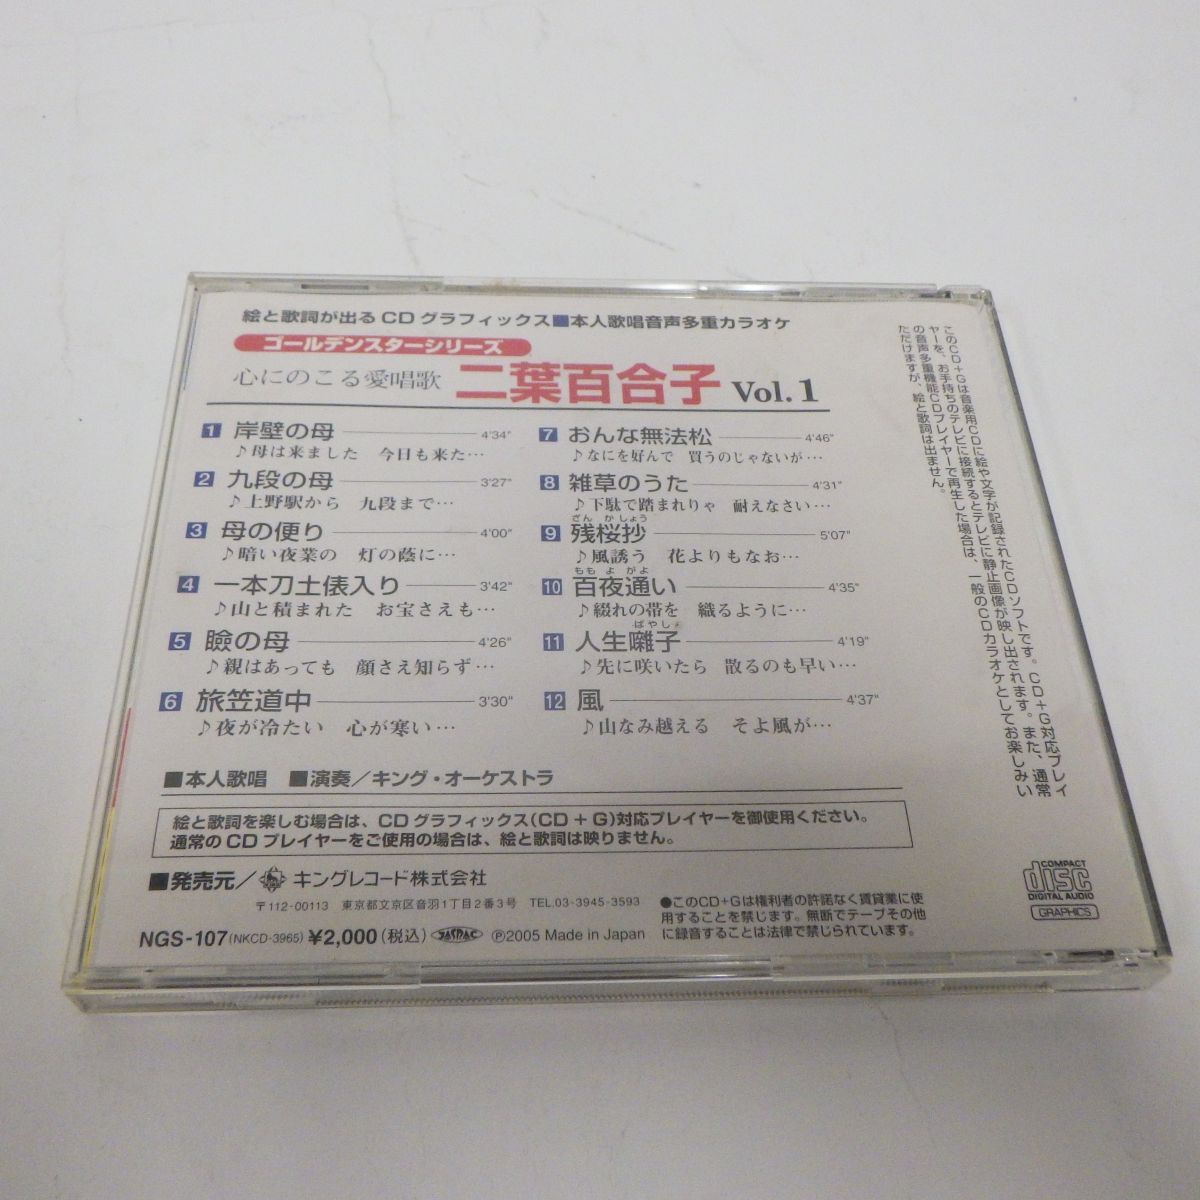 絵と歌詞が出るCDグラフィックス■本人歌唱音声多重カラオケ
ゴールデンスターシリーズ
心にのこる愛唱歌 二葉百合子 Vol.1
1 岸壁の母 4'34"
♪母は来ました 今日も来た…
2 九段の母 3'27"
♪上野駅から 九段まで…
3 母の便り 4'00"
♪暗い夜業の 灯の蔭に…
4 一本刀土俵入り 3'42"
♪山と積まれた お宝さえも…
5 瞼の母 4'26"
♪親はあっても 顔さえ知らず…
6 旅笠道中 3'30"
♪夜が冷たい 心が寒い…
7 おんな無法松 4'46"
♪なにを好んで 買うのじゃないが…
8 雑草のうた 4'31"
♪下駄で踏まれりゃ 耐えなさい…
ざん か しょう
9 残桜抄 5'07"
♪風誘う 花よりもなお…
もも よ がよ
10 百夜通い 4'35"
♪綴れの帯を 織るように…
ばやし
11 人生囃子 4'19"
♪先に咲いたら 散るのも早い…
12 風 4'37"
♪山なみ越える そよ風が…
■本人歌唱 ■演奏/キング・オーケストラ
絵と歌詞を楽しむ場合は、CDグラフィックス(CD+G)対応プレイヤーを御使用ください。
通常のCDプレイヤーをご使用の場合は、絵と歌詞は映りません。
■発売元/キングレコード株式会社
〒112-00113 東京都文京区音羽1丁目2番3号 TEL.03-3945-3593
NGS-107(NKCD-3965) ¥2,000(税込) JASRAC ℗2005 Made in Japan
●このCD+Gは権利者の許諾なく賃貸業に使
用することを禁じます。無断でテープその他
に録音することは法律で禁じられています。
COMPACT
disc
DIGITAL AUDIO
GRAPHICS
このCD+Gは音楽用CDに絵や文字が記録されたCDソフトです。CD+G対応プレイ
ヤーを、お手持ちのテレビに接続するとテレビに静止画像が映し出されます。また、通常
の音声多重機能CDプレイヤーで再生した場合は、一般のCDカラオケとしてお楽しみい
ただけますが、絵と歌詞は出ません。